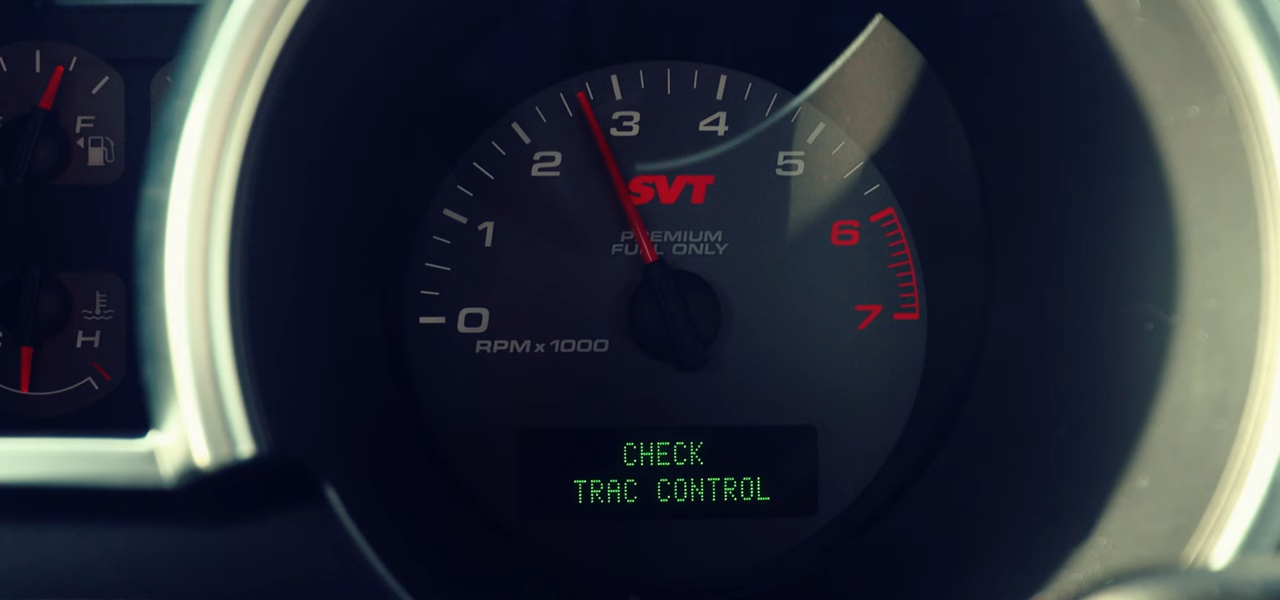 F
H
0
1
2
3
4
5
6
7
SVT
PREMIUM
FUEL ONLY
RPM x 1000
CHECK
TRAC CONTROL